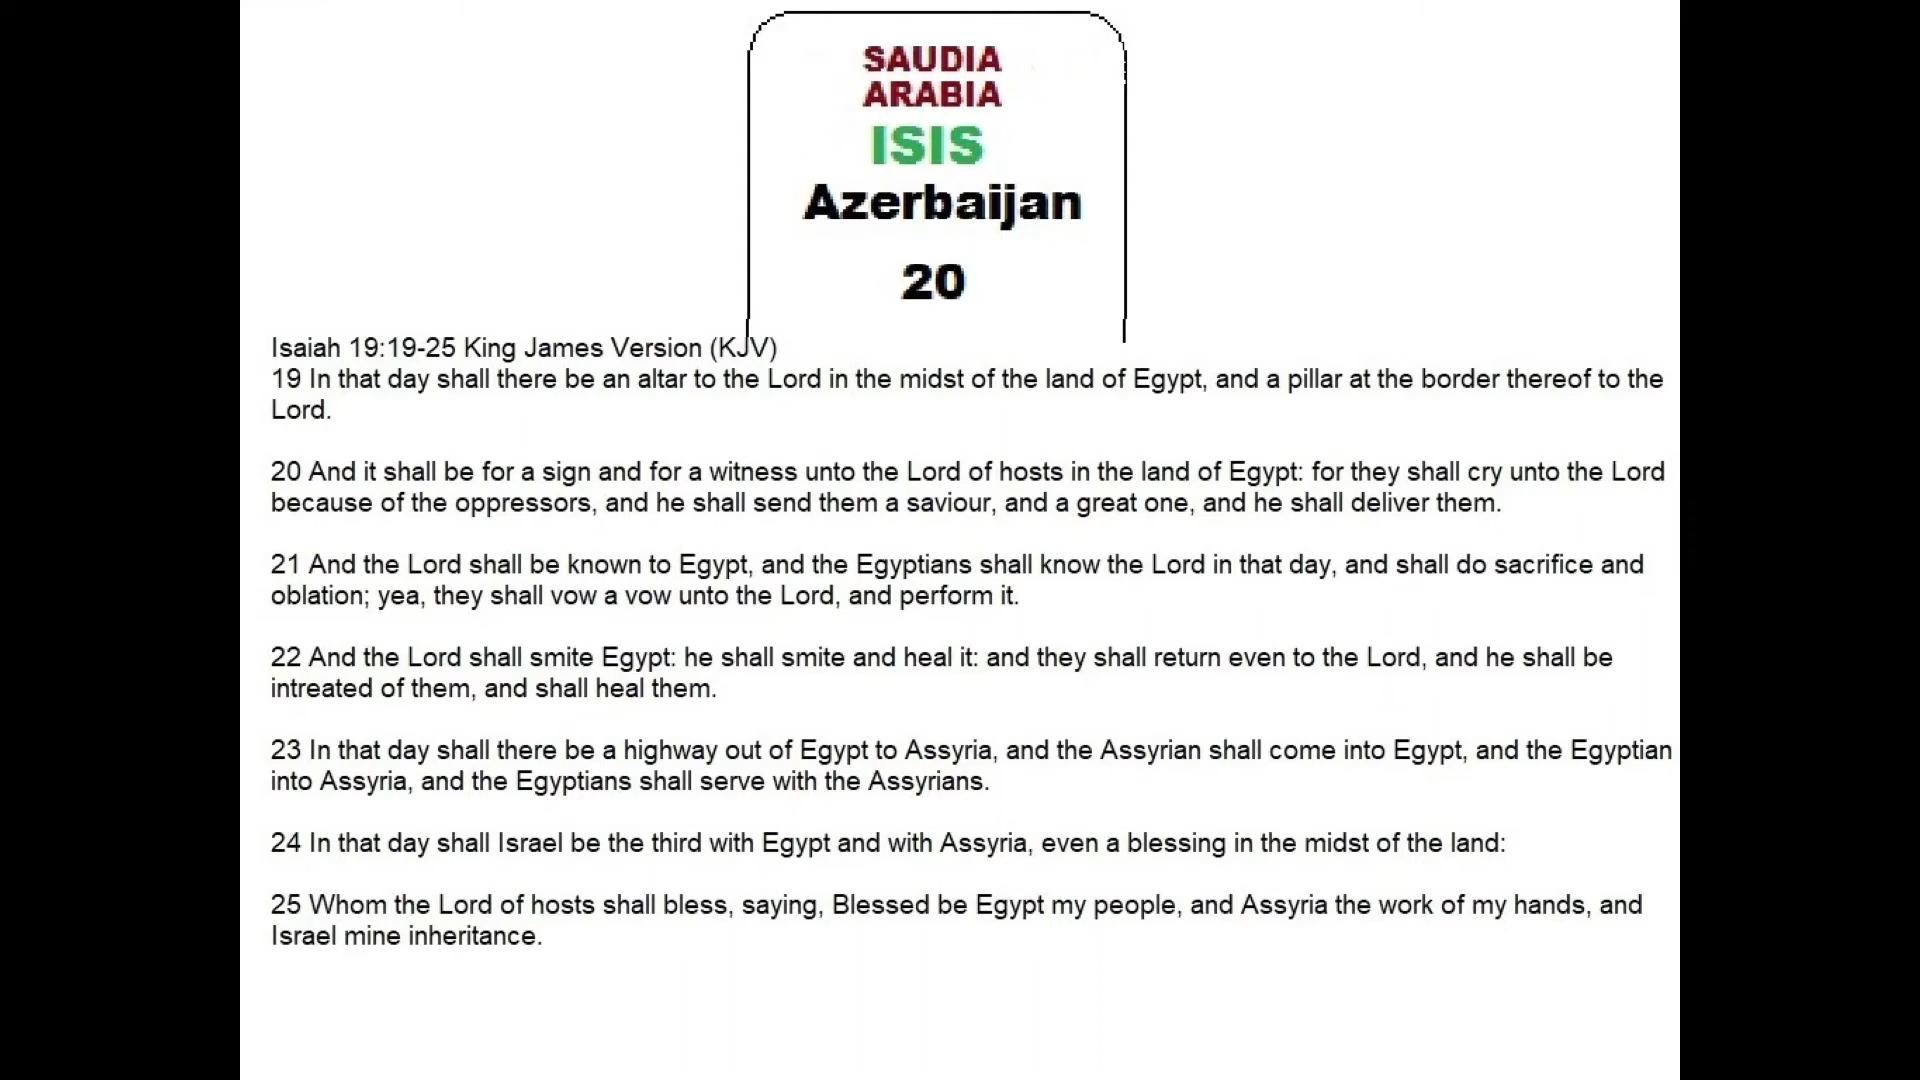 SAUDIA
ARABIA
ISIS
Azerbaijan
20
Isaiah 19:19-25 King James Version (KJV)
19 In that day shall there be an altar to the Lord in the midst of the land of Egypt, and a pillar at the border thereof to the
Lord.
20 And it shall be for a sign and for a witness unto the Lord of hosts in the land of Egypt: for they shall cry unto the Lord
because of the oppressors, and he shall send them a saviour, and a great one, and he shall deliver them.
21 And the Lord shall be known to Egypt, and the Egyptians shall know the Lord in that day, and shall do sacrifice and
oblation; yea, they shall vow a vow unto the Lord, and perform it.
22 And the Lord shall smite Egypt: he shall smite and heal it: and they shall return even to the Lord, and he shall be
intreated of them, and shall heal them.
23 In that day shall there be a highway out of Egypt to Assyria, and the Assyrian shall come into Egypt, and the Egyptian
into Assyria, and the Egyptians shall serve with the Assyrians.
24 In that day shall Israel be the third with Egypt and with Assyria, even a blessing in the midst of the land:
25 Whom the Lord of hosts shall bless, saying, Blessed be Egypt my people, and Assyria the work of my hands, and
Israel mine inheritance.